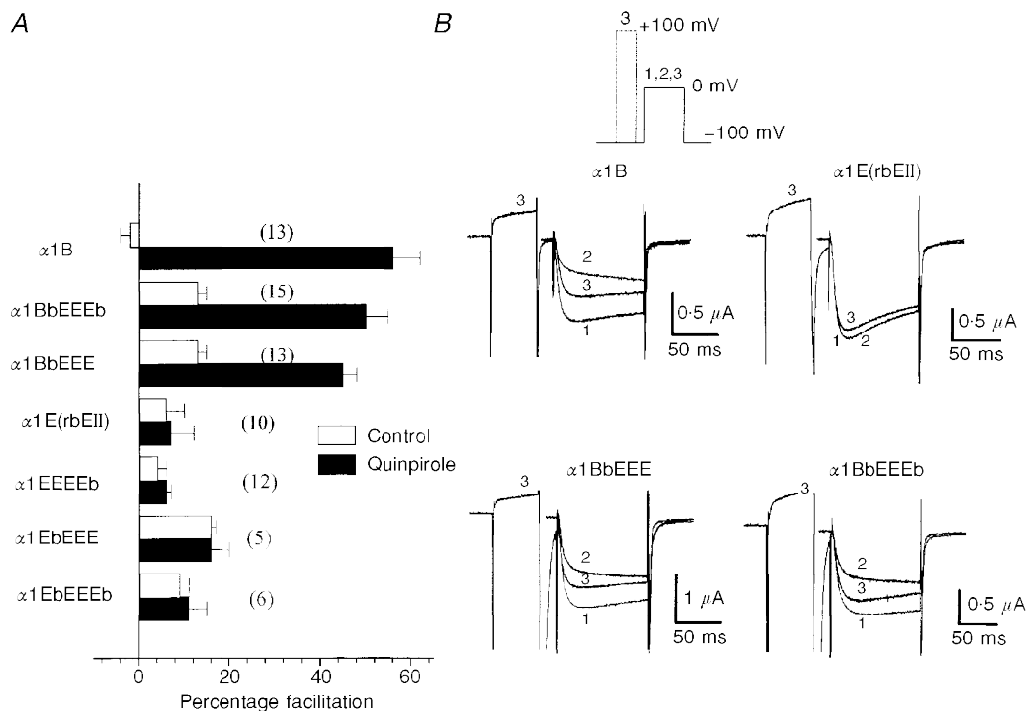 A
α1B
(13)
α1BbEEEb
(15)
α1BbEEE
(13)
α1E(rbEII)
(10)
α1EEEEb
(12)
α1EbEEE
(5)
α1EbEEEb
(6)
Control
Quinpirole
0
20
40
60
Percentage facilitation
B
3
+100 mV
1,2,3
0 mV
−100 mV
α1B
3
2
3
1
0·5 μA
50 ms
α1E(rbEII)
3
3
1
2
0·5 μA
50 ms
α1BbEEE
3
2
3
1
1 μA
50 ms
α1BbEEEb
3
2
3
1
0·5 μA
50 ms